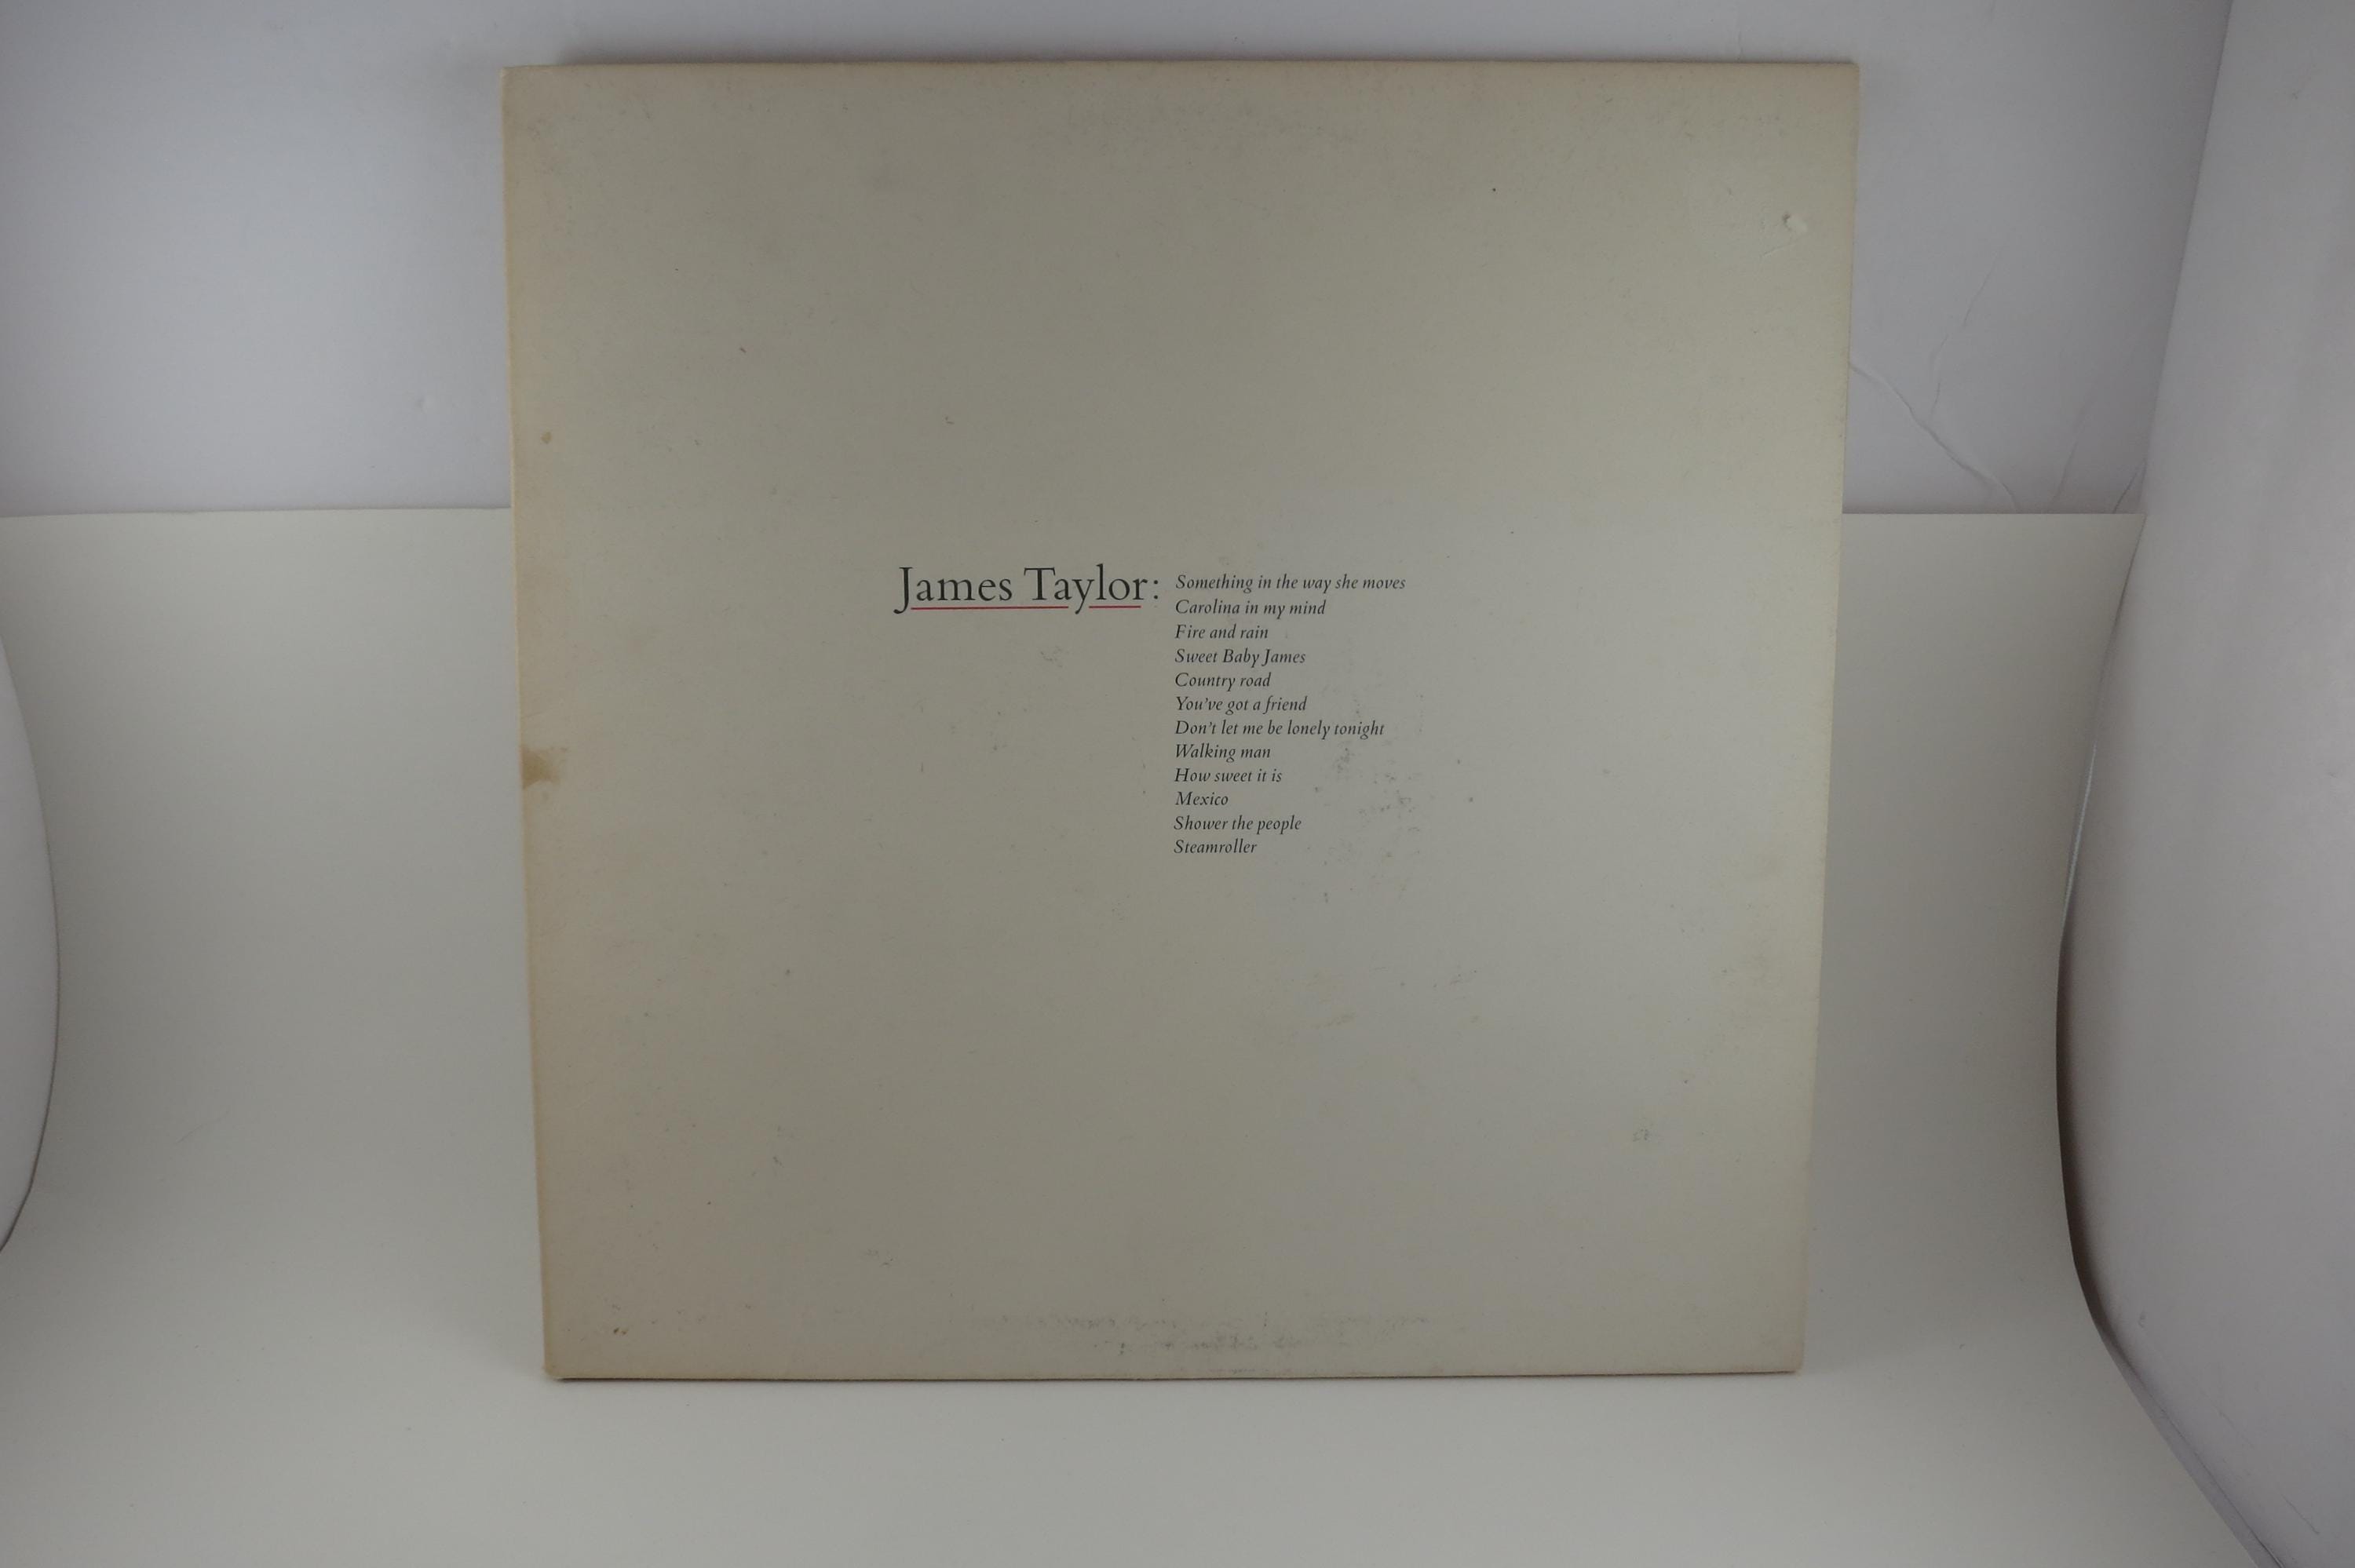 James Taylor: Something in the way she moves
Carolina in my mind
Fire and rain
Sweet Baby James
Country road
You've got a friend
Don't let me be lonely tonight
Walking man
How sweet it is
Mexico
Shower the people
Steamroller